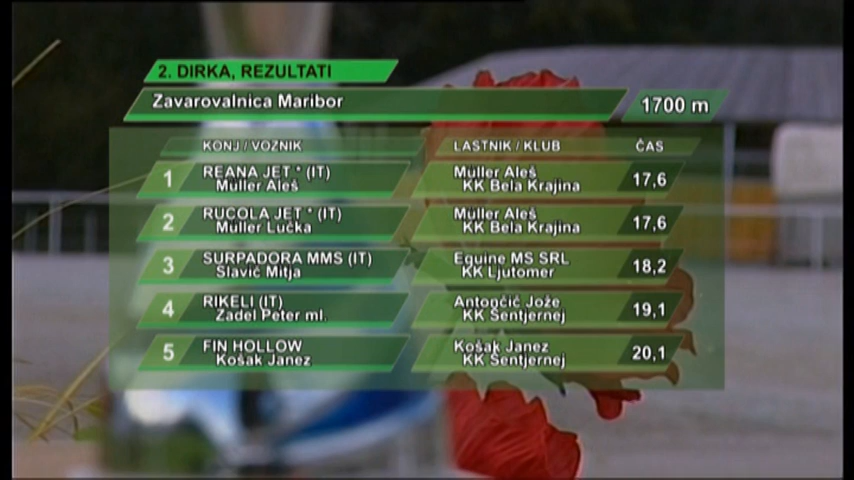 2. DIRKA, REZULTATI
Zavarovalnica Maribor 1700 m
KONJ / VOZNIK LASTNIK / KLUB ČAS
1 REANA JET * (IT) Müller Aleš 17,6
Müller Aleš KK Bela Krajina
2 RUCOLA JET * (IT) Müller Aleš 17,6
Müller Lučka KK Bela Krajina
3 SURPADORA MMS (IT) Equine MS SRL 18,2
Slavič Mitja KK Ljutomer
4 RIKELI (IT) Antončič Jože 19,1
Zadel Peter ml. KK Šentjernej
5 FIN HOLLOW Košak Janez 20,1
Košak Janez KK Šentjernej